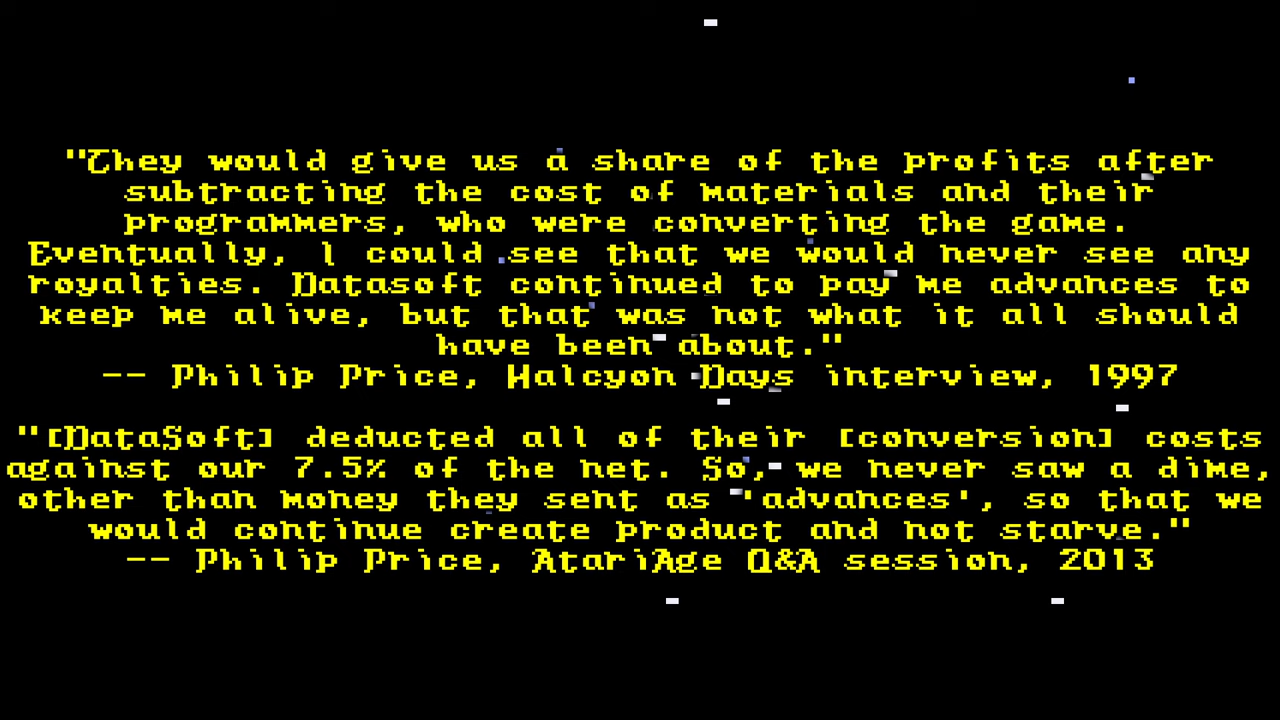 "They would give us a share of the profits after
subtracting the cost of materials and their
programmers, who were converting the game.
Eventually, I could see that we would never see any
royalties. Datasoft continued to pay me advances to
keep me alive, but that was not what it all should
have been about."
-- Philip Price, Halcyon Days interview, 1997
"[DataSoft] deducted all of their [conversion] costs
against our 7.5% of the net. So, we never saw a dime,
other than money they sent as 'advances', so that we
would continue create product and not starve."
-- Philip Price, AtariAge Q&A session, 2013